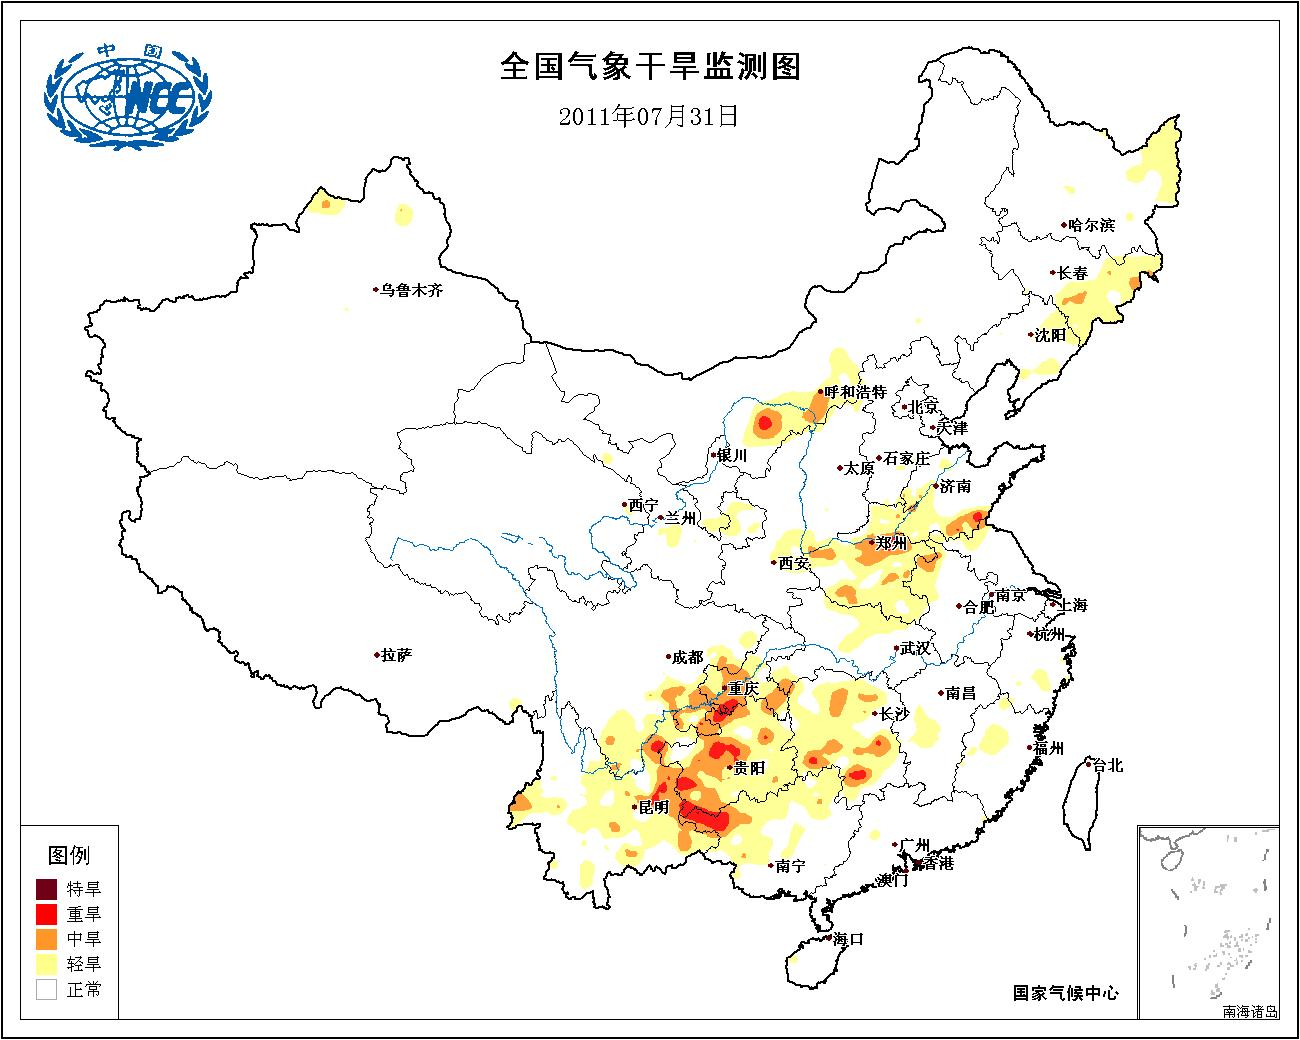 中国
NCC
全国气象干旱监测图
2011年07月31日
哈尔滨
长春
乌鲁木齐
沈阳
呼和浩特
北京
天津
银川
太原
石家庄
济南
西宁
兰州
郑州
西安
南京
合肥
上海
杭州
拉萨
成都
武汉
重庆
南昌
长沙
贵阳
福州
台北
昆明
广州
南宁
香港
澳门
海口
图例
特旱
重旱
中旱
轻旱
正常
国家气候中心
南海诸岛